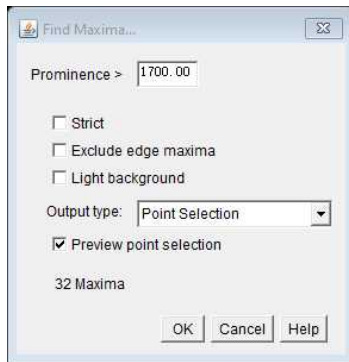 Find Maxima...
Prominence > 1700.00
Strict
Exclude edge maxima
Light background
Output type: Point Selection
Preview point selection
32 Maxima
OK Cancel Help